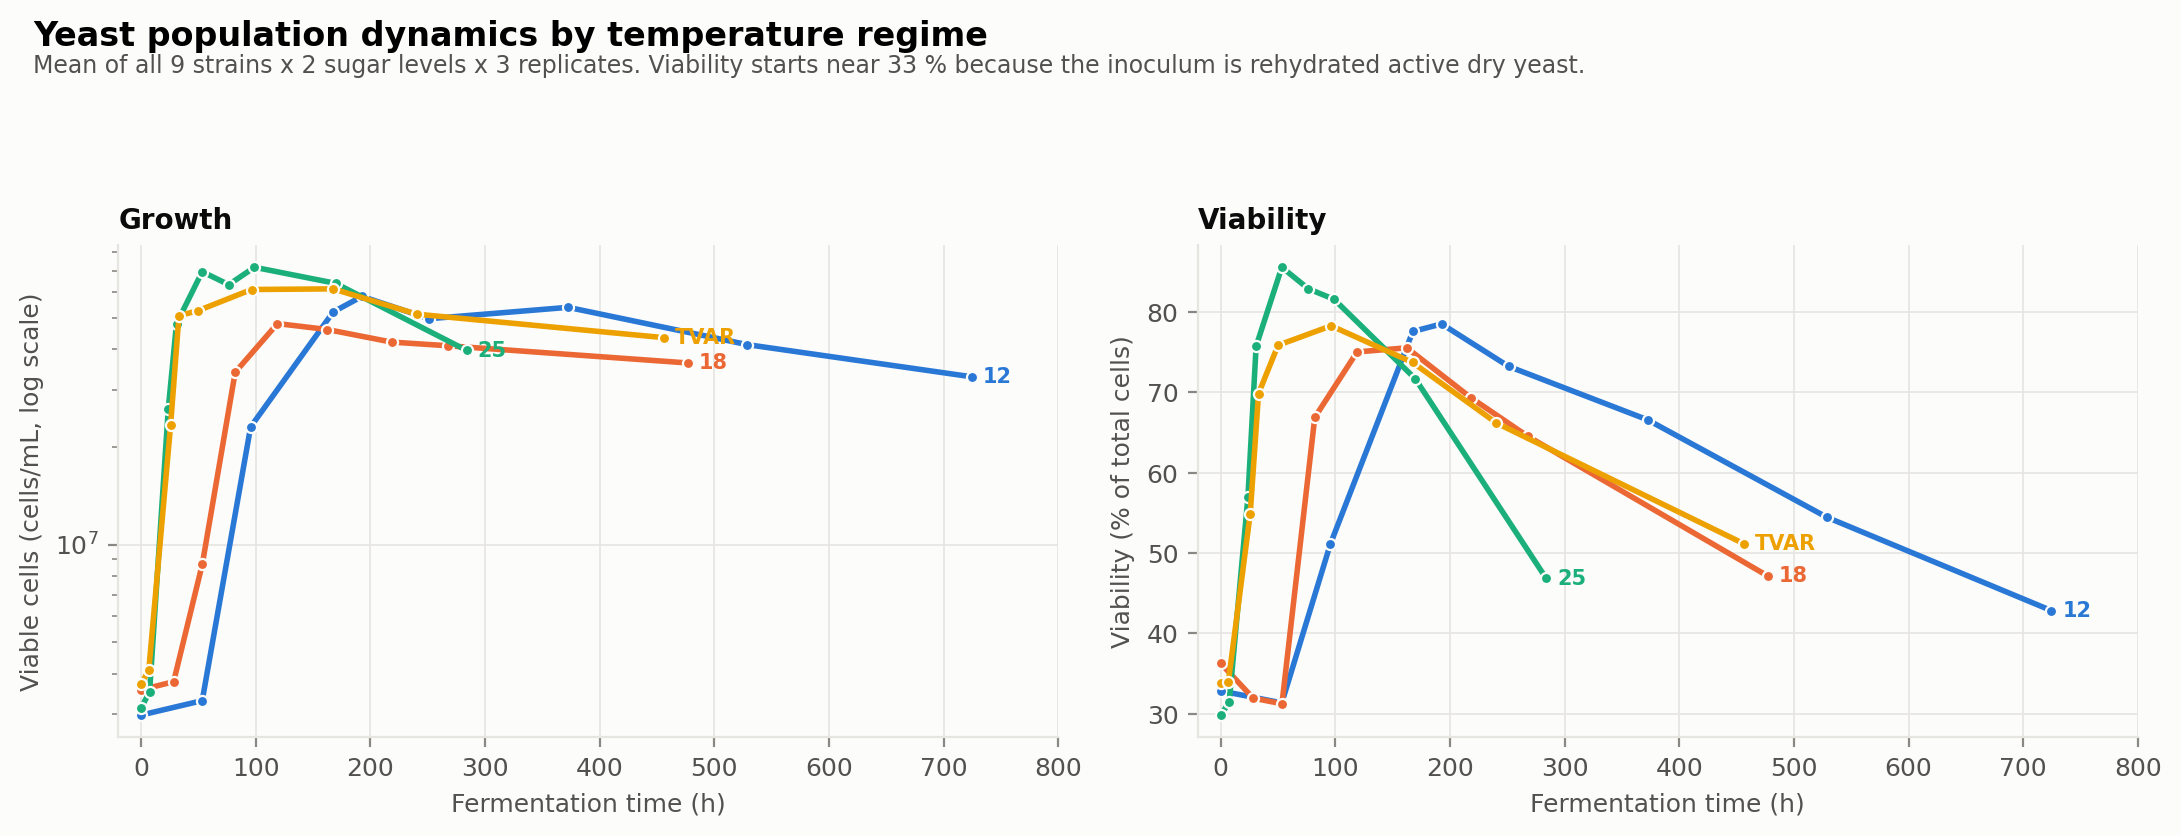 Yeast population dynamics by temperature regime
Mean of all 9 strains x 2 sugar levels x 3 replicates. Viability starts near 33 % because the inoculum is rehydrated active dry yeast.
Growth
Viable cells (cells/mL, log scale)
10⁷
TVAR
25
18
12
0 100 200 300 400 500 600 700 800
Fermentation time (h)
Viability
Viability (% of total cells)
80
70
60
50
40
30
TVAR
25
18
12
0 100 200 300 400 500 600 700 800
Fermentation time (h)